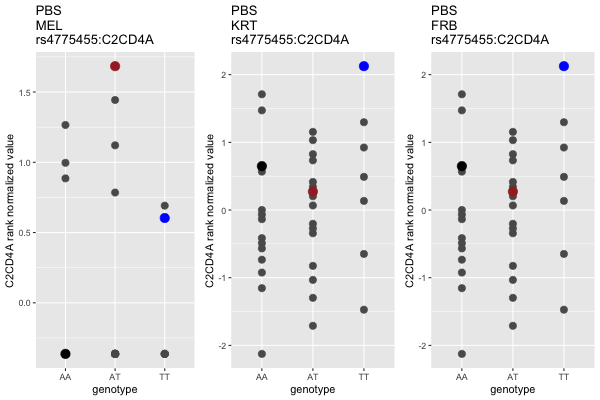 PBS
MEL
rs4775455:C2CD4A
C2CD4A rank normalized value
1.5
1.0
0.5
0.0
AA
AT
TT
genotype
PBS
KRT
rs4775455:C2CD4A
C2CD4A rank normalized value
2
1
0
-1
-2
AA
AT
TT
genotype
PBS
FRB
rs4775455:C2CD4A
C2CD4A rank normalized value
2
1
0
-1
-2
AA
AT
TT
genotype